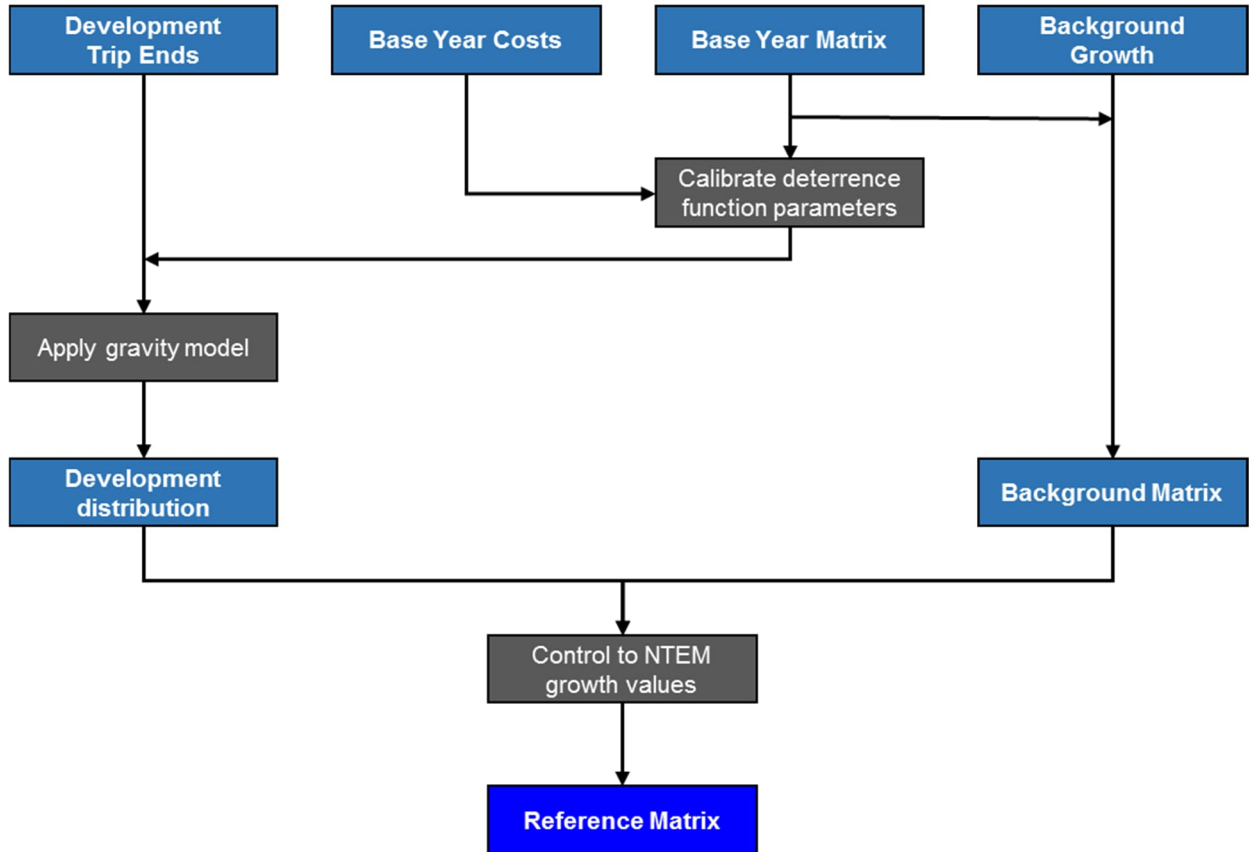 Development
Trip Ends
Base Year Costs
Base Year Matrix
Background
Growth
Calibrate deterrence
function parameters
Apply gravity model
Development
distribution
Background Matrix
Control to NTEM
growth values
Reference Matrix